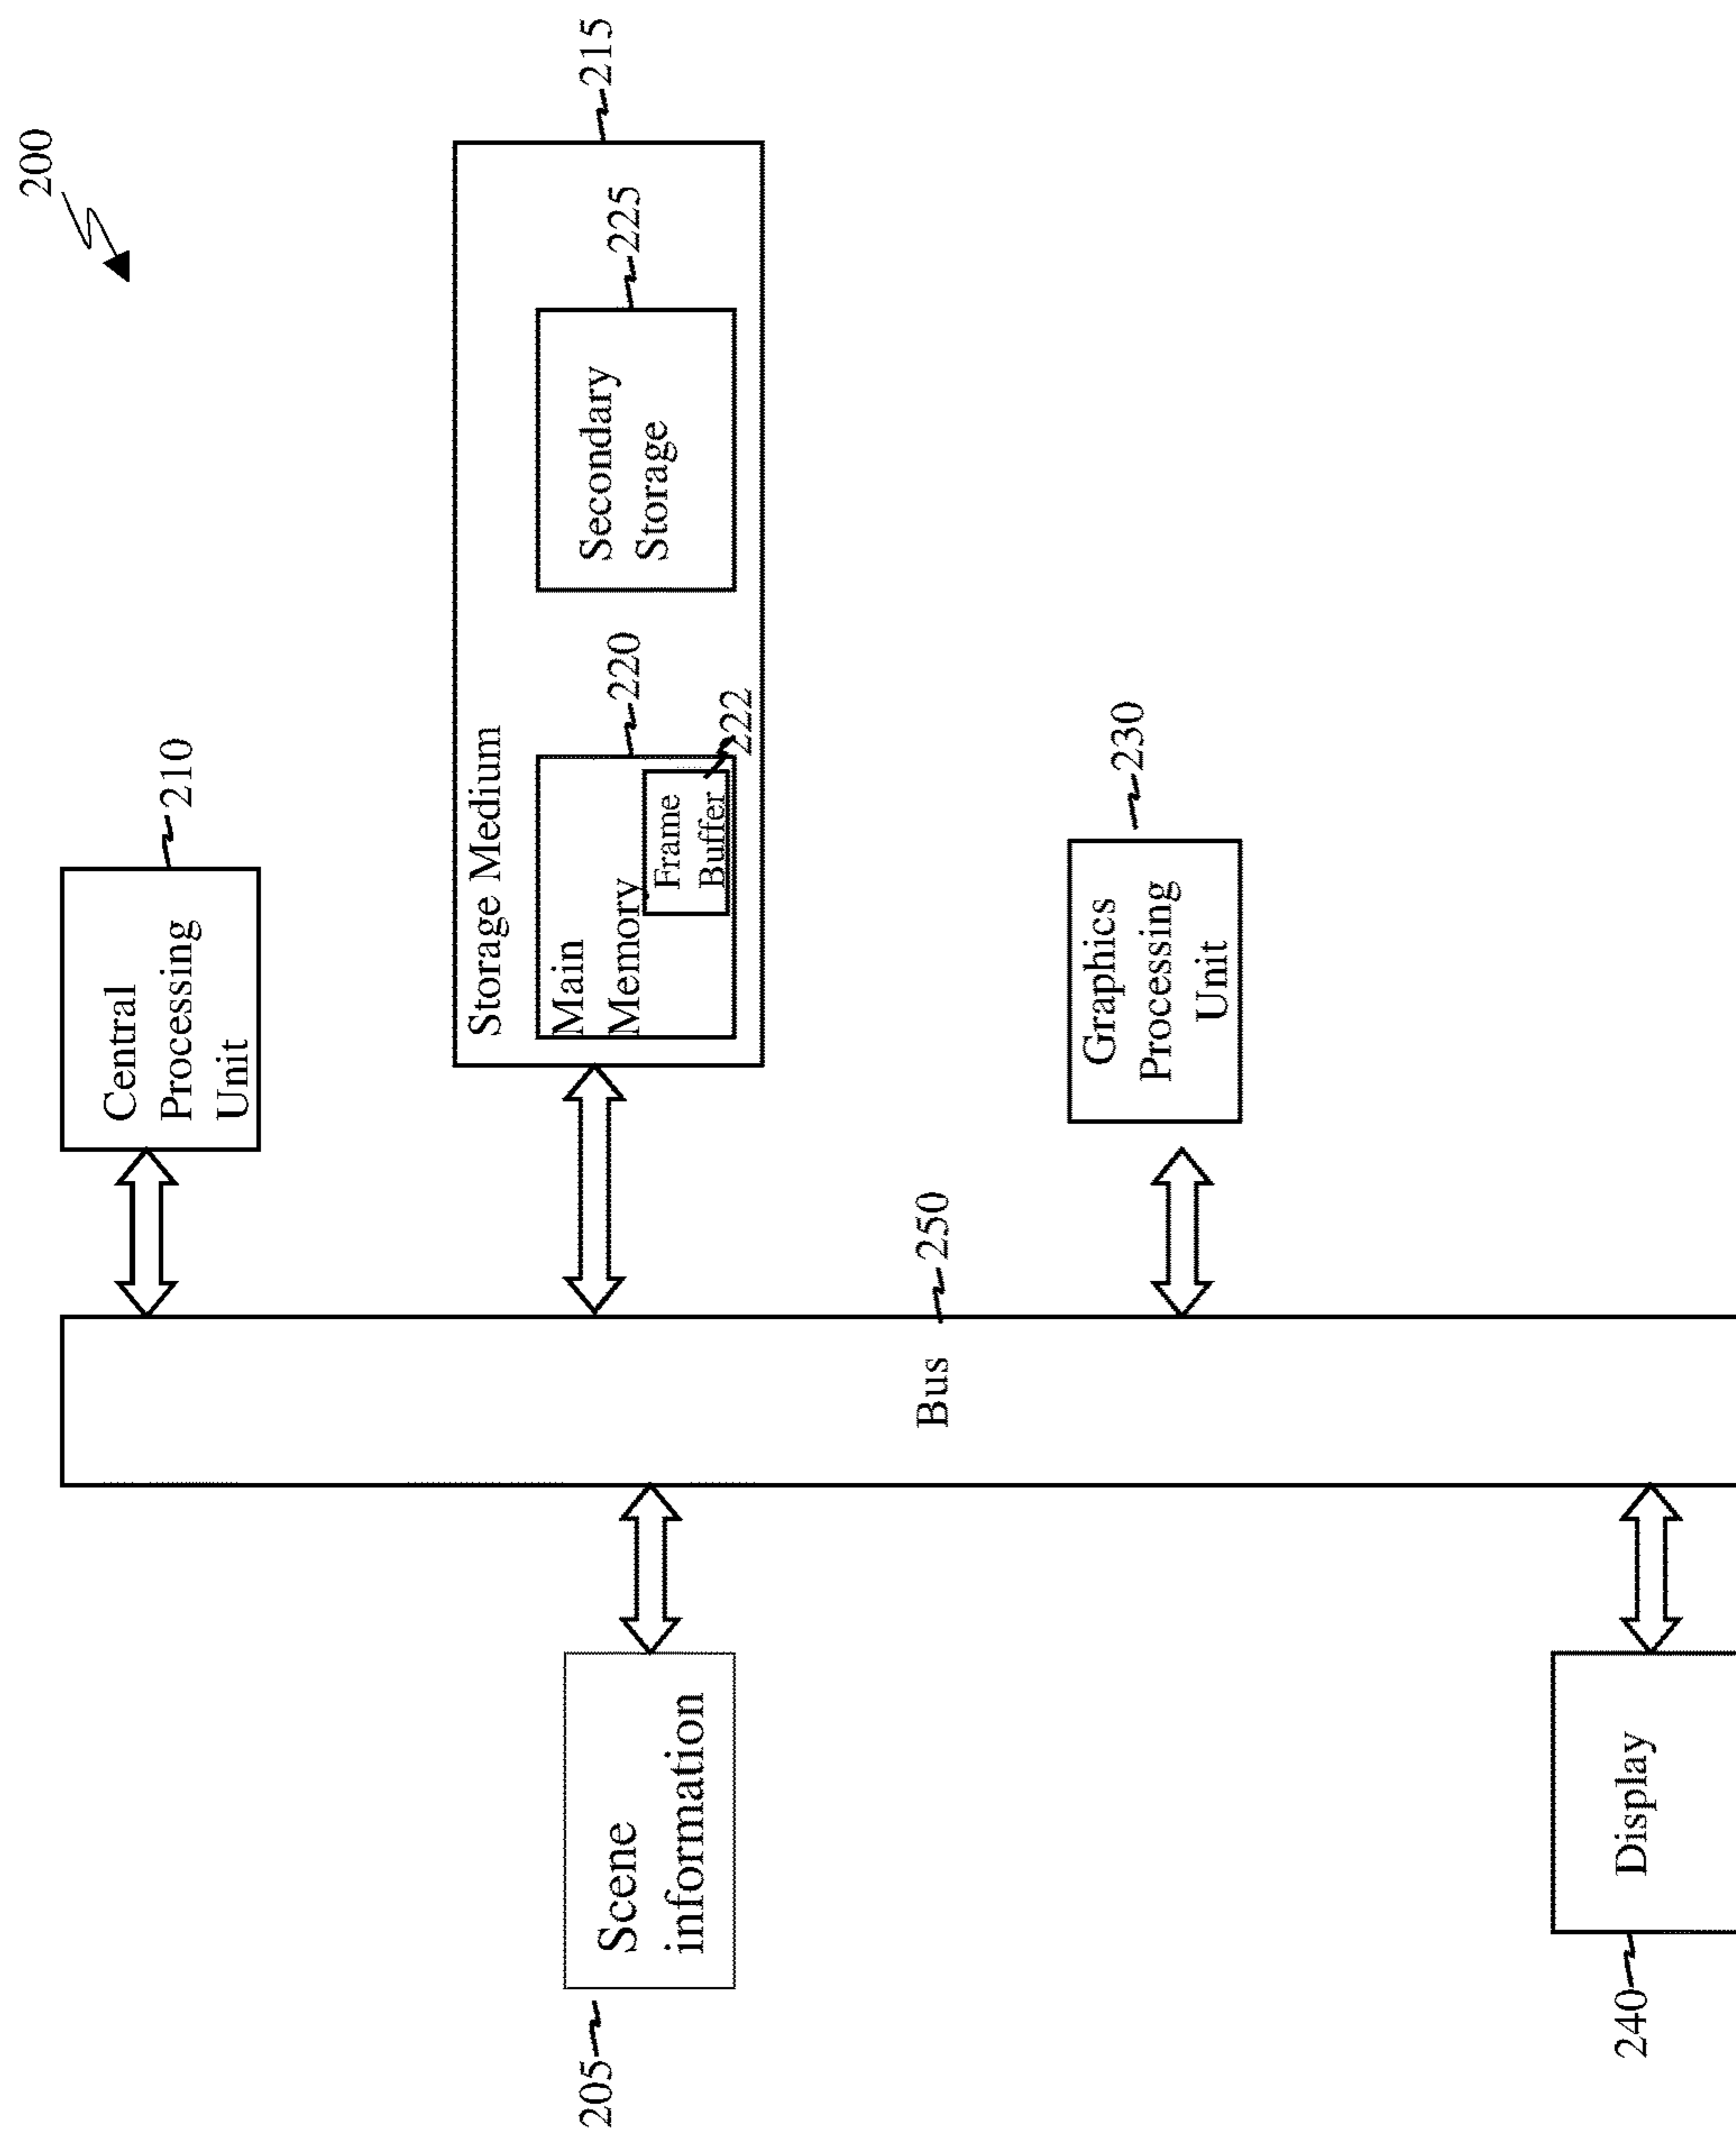 200
Central
Processing
Unit
210
Storage Medium
215
Main
Memory
220
Frame
Buffer
222
Secondary
Storage
225
Graphics
Processing
Unit
230
Bus
250
Scene
information
205
Display
240